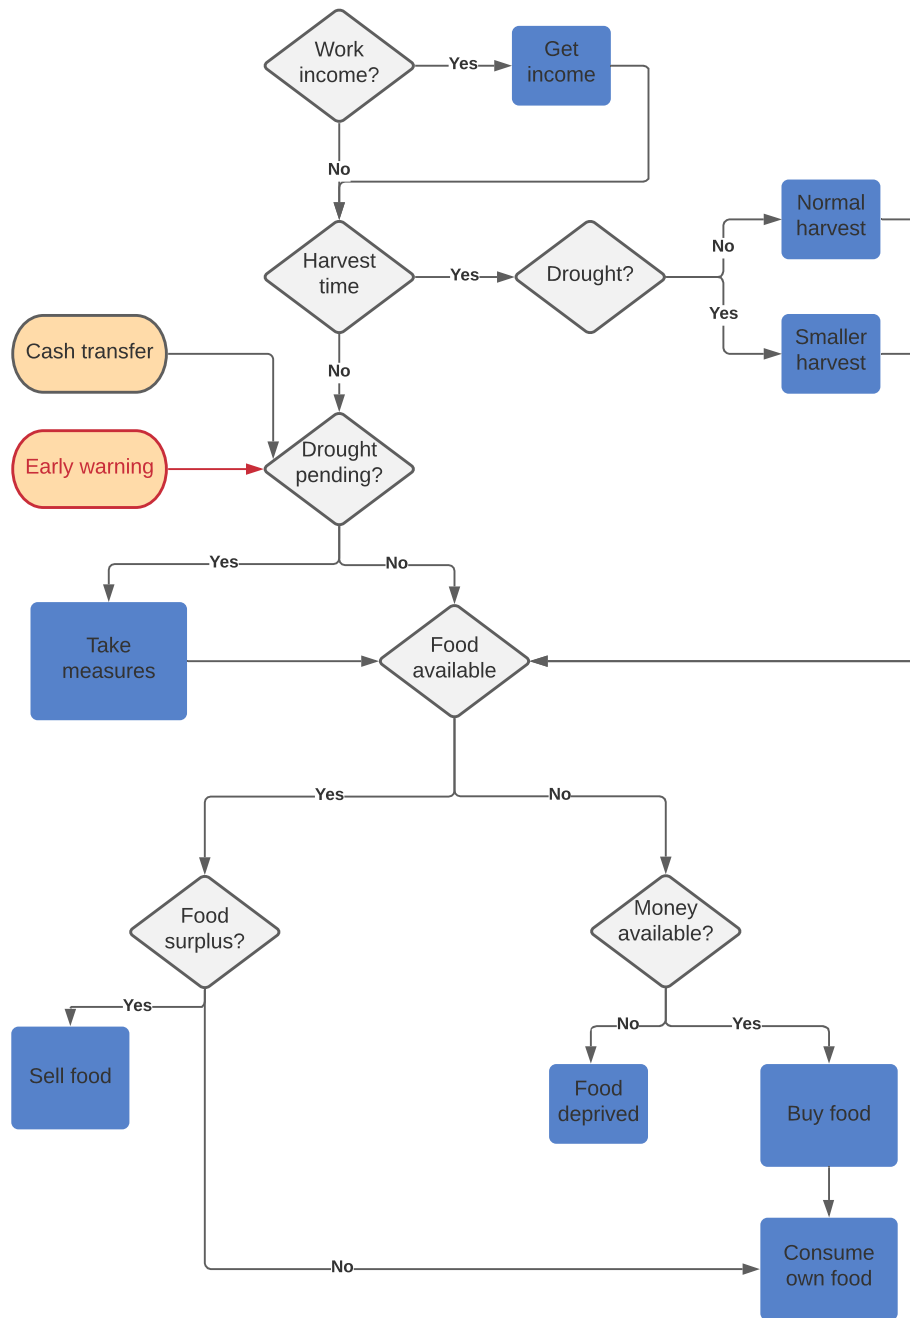 Work
income?
Yes
Get
income
No
Normal
harvest
Harvest
time
Yes
Drought?
No
Yes
Smaller
harvest
Cash transfer
No
Early warning
Drought
pending?
Yes
No
Take
measures
Food
available
Yes
No
Food
surplus?
Money
available?
Yes
No
Yes
Sell food
Food
deprived
Buy food
No
Consume
own food